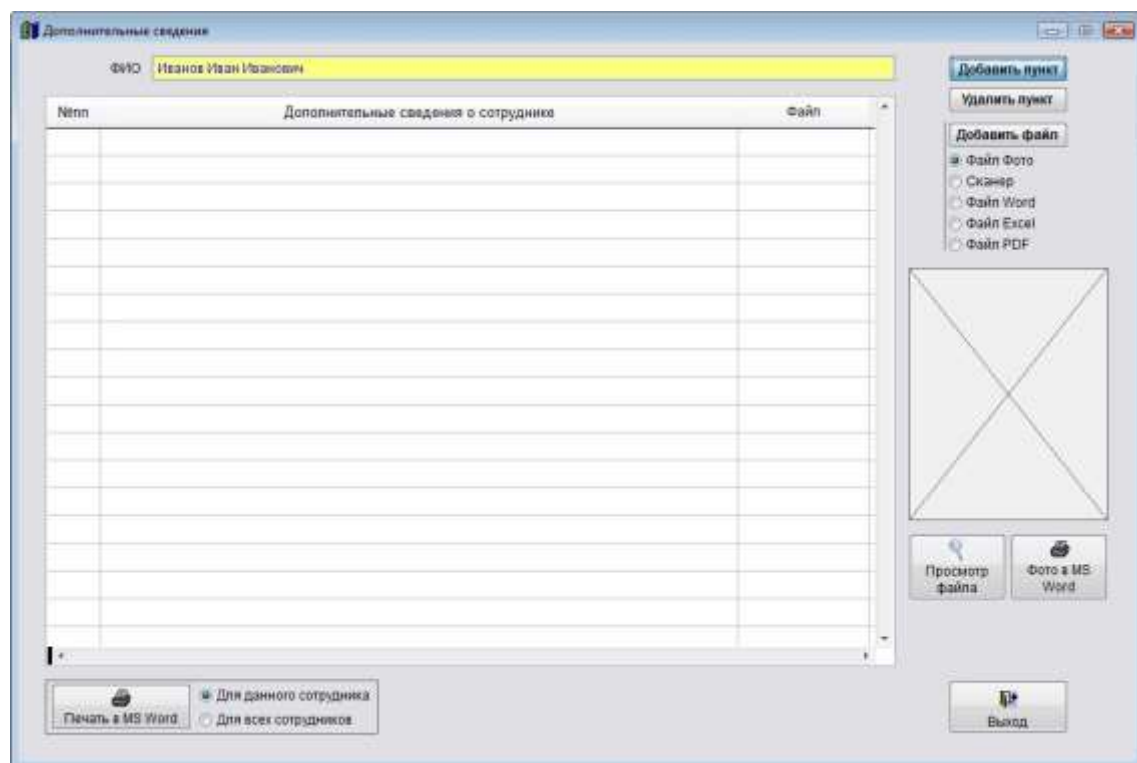 Дополнительные сведения
ФИО Иванов Иван Иванович
Добавить пункт
Удалить пункт
№пп Дополнительные сведения о сотруднике Файл
Добавить файл
Файл Фото
Сканер
Файл Word
Файл Excel
Файл PDF
Просмотр
файла
Фото в MS
Word
Печать в MS Word
Для данного сотрудника
Для всех сотрудников
Выход